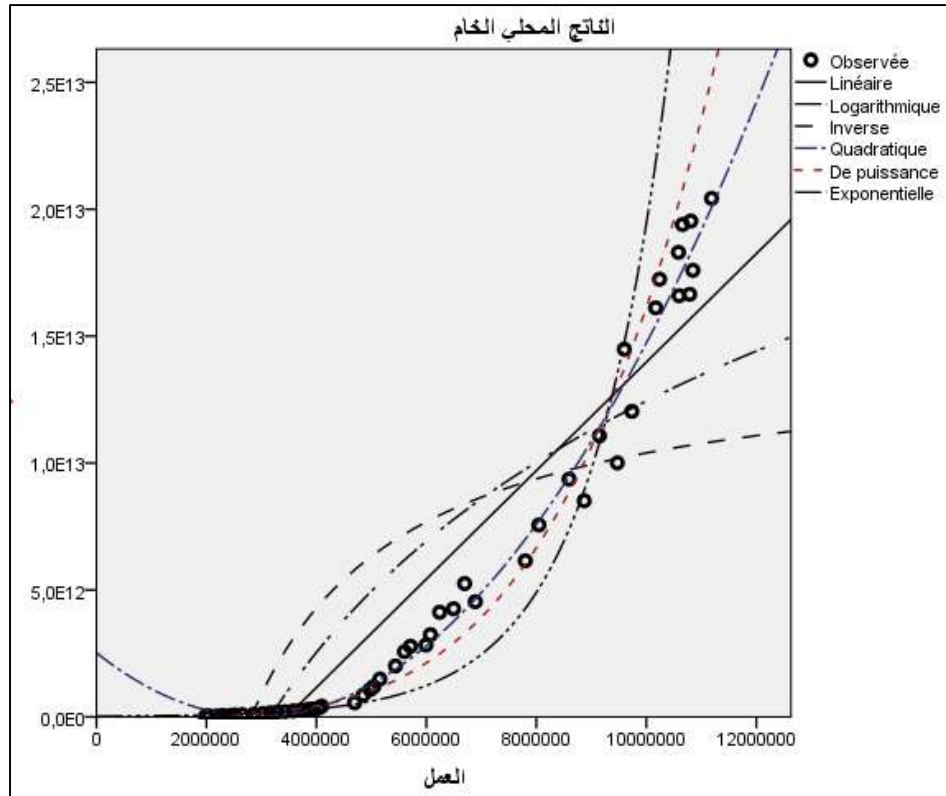 الناتج المحلي الخام
Observée
Linéaire
Logarithmique
Inverse
Quadratique
De puissance
Exponentielle
2,5E13
2,0E13
1,5E13
1,0E13
5,0E12
0,0E0
0
2000000
4000000
6000000
8000000
10000000
12000000
العمل